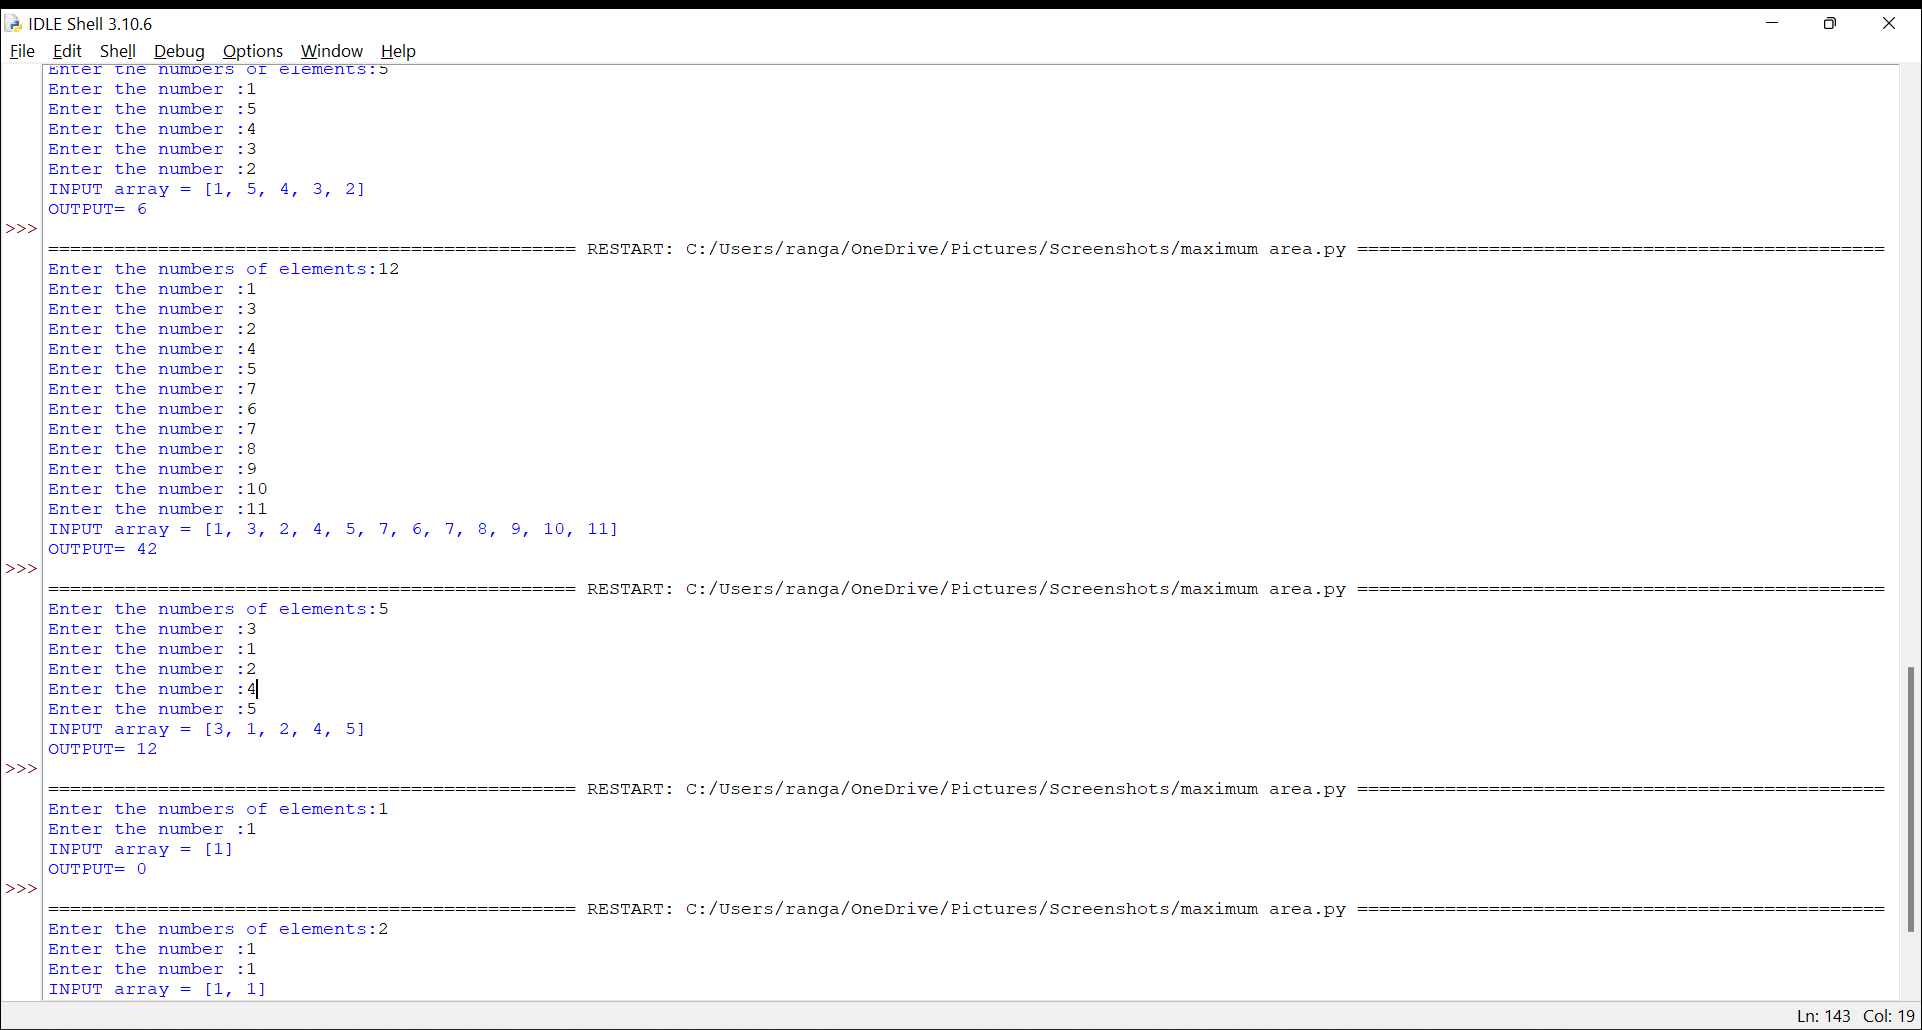 IDLE Shell 3.10.6
File Edit Shell Debug Options Window Help
Enter the numbers of elements:5
Enter the number :1
Enter the number :5
Enter the number :4
Enter the number :3
Enter the number :2
INPUT array = [1, 5, 4, 3, 2]
OUTPUT= 6
>>>
================================================ RESTART: C:/Users/ranga/OneDrive/Pictures/Screenshots/maximum area.py ================================================
Enter the numbers of elements:12
Enter the number :1
Enter the number :3
Enter the number :2
Enter the number :4
Enter the number :5
Enter the number :7
Enter the number :6
Enter the number :7
Enter the number :8
Enter the number :9
Enter the number :10
Enter the number :11
INPUT array = [1, 3, 2, 4, 5, 7, 6, 7, 8, 9, 10, 11]
OUTPUT= 42
>>>
================================================ RESTART: C:/Users/ranga/OneDrive/Pictures/Screenshots/maximum area.py ================================================
Enter the numbers of elements:5
Enter the number :3
Enter the number :1
Enter the number :2
Enter the number :4
Enter the number :5
INPUT array = [3, 1, 2, 4, 5]
OUTPUT= 12
>>>
================================================ RESTART: C:/Users/ranga/OneDrive/Pictures/Screenshots/maximum area.py ================================================
Enter the numbers of elements:1
Enter the number :1
INPUT array = [1]
OUTPUT= 0
>>>
================================================ RESTART: C:/Users/ranga/OneDrive/Pictures/Screenshots/maximum area.py ================================================
Enter the numbers of elements:2
Enter the number :1
Enter the number :1
INPUT array = [1, 1]
Ln: 143 Col: 19